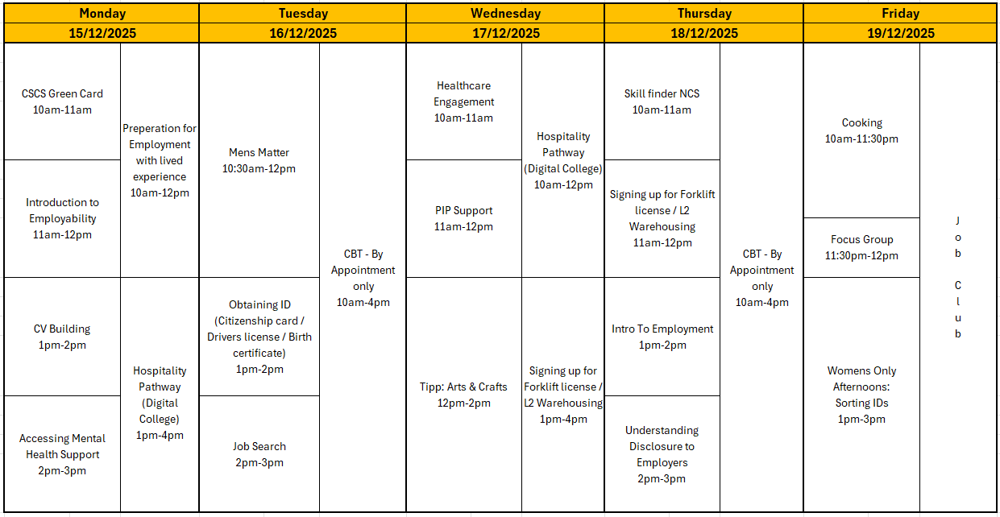 Monday
15/12/2025
CSCS Green Card
10am-11am
Introduction to
Employability
11am-12pm
CV Building
1pm-2pm
Accessing Mental
Health Support
2pm-3pm
Preperation for
Employment
with lived
experience
10am-12pm
Hospitality
Pathway
(Digital
College)
1pm-4pm
Tuesday
16/12/2025
Mens Matter
10:30am-12pm
Obtaining ID
(Citizenship card /
Drivers license / Birth
certificate)
1pm-2pm
Job Search
2pm-3pm
CBT - By
Appointment
only
10am-4pm
Wednesday
17/12/2025
Healthcare
Engagement
10am-11am
PIP Support
11am-12pm
Tipp: Arts & Crafts
12pm-2pm
Hospitality
Pathway
(Digital College)
10am-12pm
Signing up for
Forklift license /
L2 Warehousing
1pm-4pm
Thursday
18/12/2025
Skill finder NCS
10am-11am
Signing up for Forklift
license / L2
Warehousing
11am-12pm
Intro To Employment
1pm-2pm
Understanding
Disclosure to
Employers
2pm-3pm
CBT - By
Appointment
only
10am-4pm
Friday
19/12/2025
Cooking
10am-11:30pm
Focus Group
11:30pm-12pm
Womens Only
Afternoons:
Sorting IDs
1pm-3pm
J
o
b
C
l
u
b